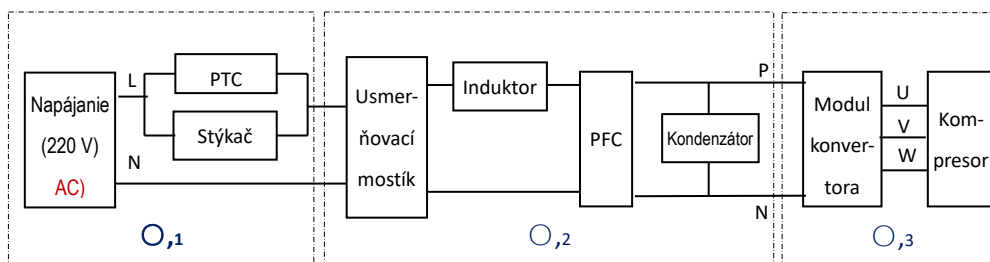 Napájanie
(220 V)
AC)
L
N
PTC
Stýkač
○,1
Usmer-
ňovací
mostík
Induktor
PFC
Kondenzátor
P
N
○,2
Modul
konver-
tora
U
V
W
Kom-
presor
○,3